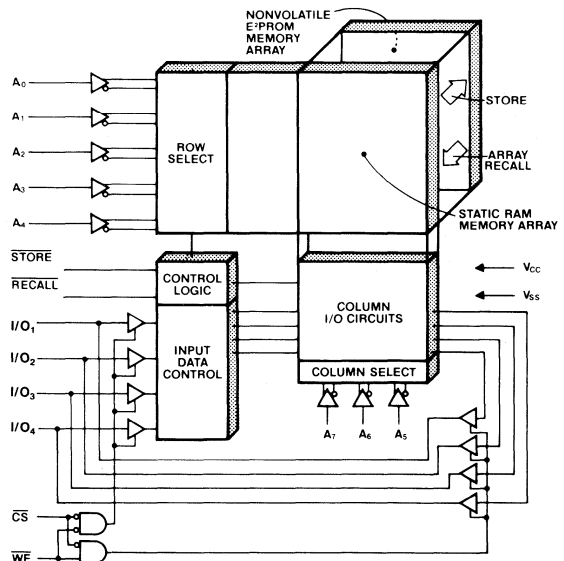 NONVOLATILE
E²PROM
MEMORY
ARRAY
A₀
A₁
A₂
A₃
A₄
ROW
SELECT
STORE
ARRAY
RECALL
STATIC RAM
MEMORY ARRAY
STORE
RECALL
CONTROL
LOGIC
VCC
VSS
COLUMN
I/O CIRCUITS
I/O₁
I/O₂
I/O₃
I/O₄
INPUT
DATA
CONTROL
COLUMN SELECT
A₇
A₆
A₅
CS
WE